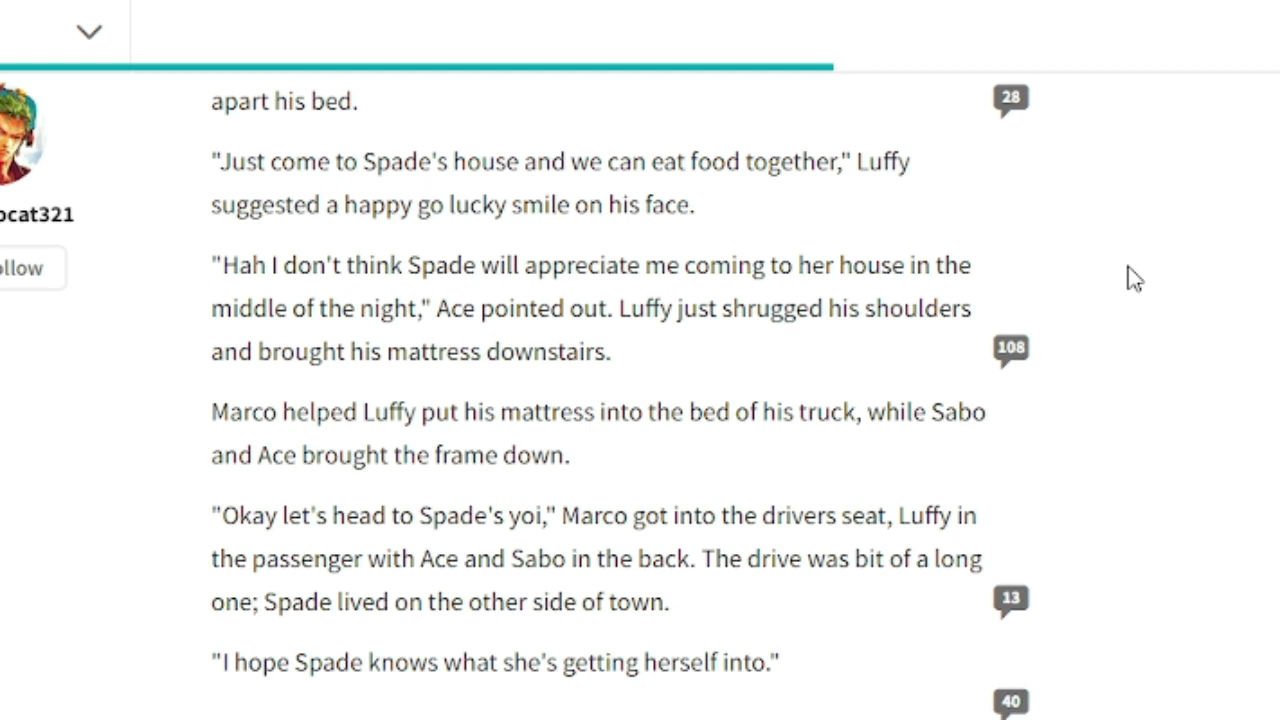 apart his bed.
28
"Just come to Spade's house and we can eat food together," Luffy
suggested a happy go lucky smile on his face.
"Hah I don't think Spade will appreciate me coming to her house in the
middle of the night," Ace pointed out. Luffy just shrugged his shoulders
and brought his mattress downstairs.
108
Marco helped Luffy put his mattress into the bed of his truck, while Sabo
and Ace brought the frame down.
"Okay let's head to Spade's yoi," Marco got into the drivers seat, Luffy in
the passenger with Ace and Sabo in the back. The drive was bit of a long
one; Spade lived on the other side of town.
13
"I hope Spade knows what she's getting herself into."
40
ocat321
ollow